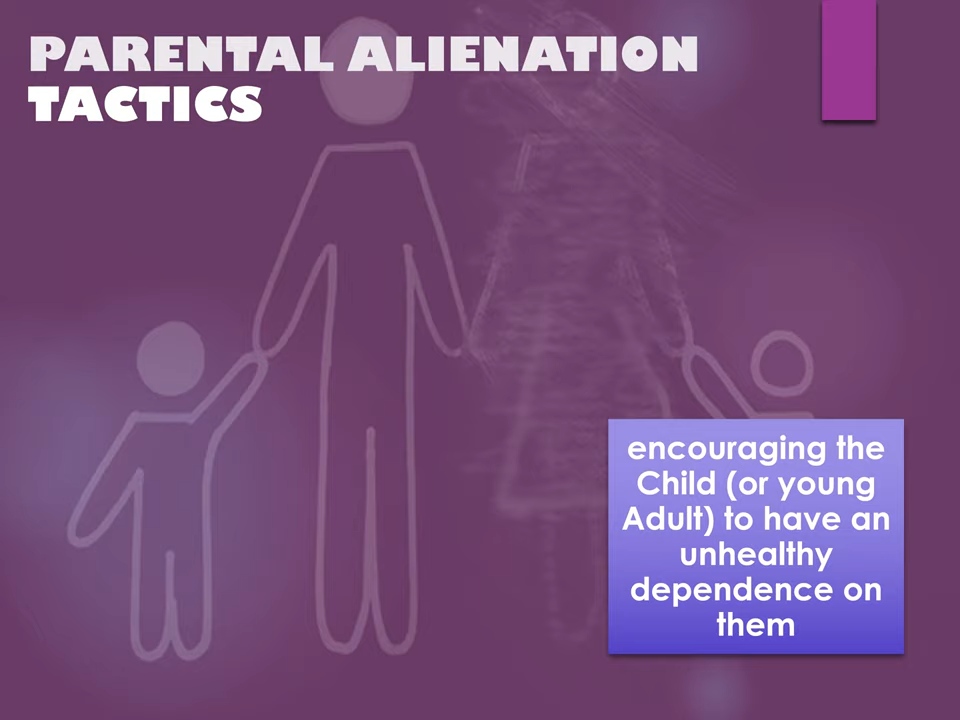 PARENTAL ALIENATION
TACTICS
encouraging the
Child (or young
Adult) to have an
unhealthy
dependence on
them